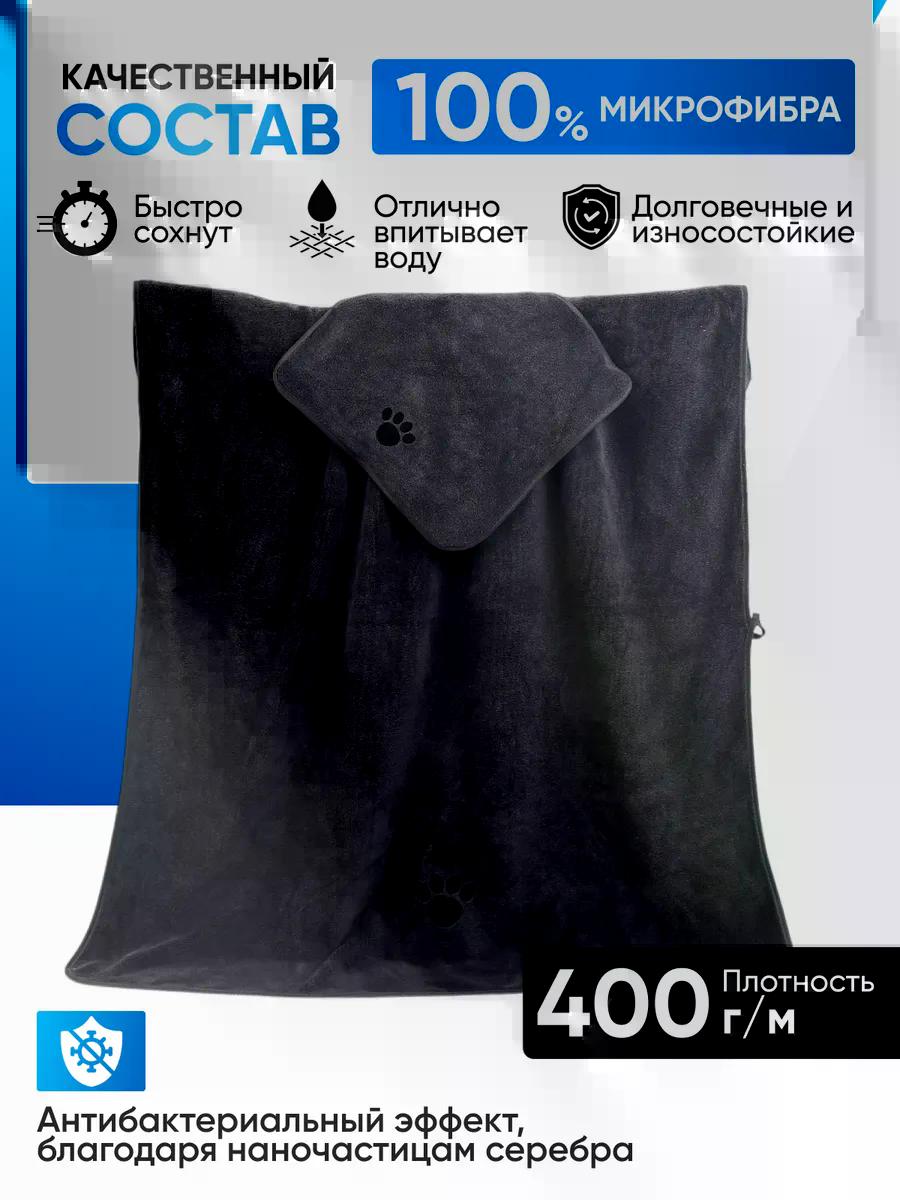 КАЧЕСТВЕННЫЙ
СОСТАВ
100% МИКРОФИБРА
Быстро
сохнут
Отлично
впитывает
воду
Долговечные и
износостойкие
400 Плотность
г/м
Антибактериальный эффект,
благодаря наночастицам серебра